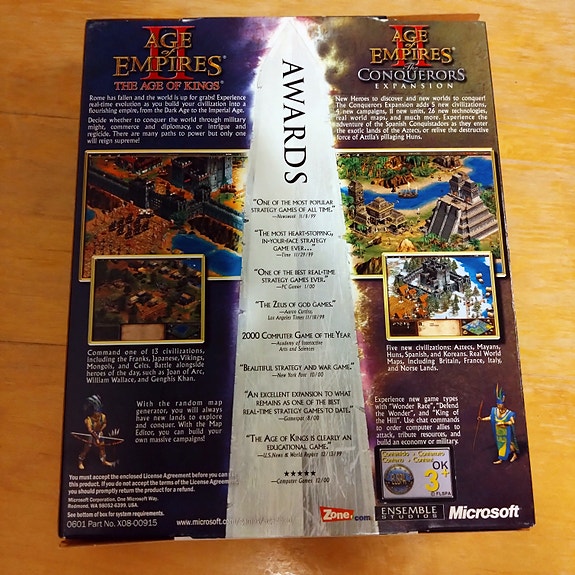 AGE
OF
EMPIRES
II
THE AGE OF KINGS
Rome has fallen and the world is up for grabs! Experience
real-time evolution as you build your civilization into a
flourishing empire, from the Dark Age to the Imperial Age.
Decide whether to conquer the world through military
might, commerce and diplomacy, or intrigue and
regicide. There are many paths to power but only one
will reign supreme!
Command one of 13 civilizations,
including the Franks, Japanese, Vikings,
Mongols, and Celts. Battle alongside
heroes of the day, such as Joan of Arc,
William Wallace, and Genghis Khan.
With the random
map generator,
you will always
have new lands to explore
and conquer. With the Map
Editor, you can build your
own massive campaigns!
You must accept the enclosed License Agreement before you can
this product. If you do not accept the terms of the License
you should promptly return the product for a refund.
Microsoft Corporation, One Microsoft Way,
Redmond, WA 98052-6399. USA.
See bottom of box for system requirements.
0601 Part No. X08-00915
AWARDS
"ONE OF THE MOST POPULAR
STRATEGY GAMES OF ALL TIME."
—Newsweek 11/8/99
"THE MOST HEART-STOPPING,
IN-YOUR-FACE STRATEGY
GAME EVER..."
—Time 11/29/99
"ONE OF THE BEST REAL-TIME
STRATEGY GAMES EVER."
—PC Gamer 1/00
"THE ZEUS OF GOD GAMES."
—Aaron Curtiss
Los Angeles Times 11/18/99
2000 COMPUTER GAME OF THE YEAR
—Academy of Interactive
Arts and Sciences
"BEAUTIFUL STRATEGY AND WAR GAME."
—New York Post 10/00
"AN EXCELLENT EXPANSION TO WHAT
REMAINS AS ONE OF THE BEST
REAL-TIME STRATEGY GAMES TO DATE."
—Gamespot 8/00
"THE AGE OF KINGS IS CLEARLY AN
EDUCATIONAL GAME."
—U.S.News & World Report 12/13/99
★★★★★
—Computer Games 12/00
www.microsoft.com
Zone.com
AGE
OF
EMPIRES
II
The
CONQUERORS
EXPANSION
New Heroes to discover and new worlds to conquer!
The Conquerors Expansion adds 5 new civilizations,
4 new campaigns, 11 new units, 26 new technologies,
real world maps, and much more. Experience the
adventure of the Spanish Conquistadors as they enter
the exotic lands of the Aztecs, or relive the destructive
force of Attila's pillaging Huns.
Five new civilizations: Aztecs, Mayans,
Huns, Spanish, and Koreans. Real World
Maps, including Britain, France, Italy,
and Norse Lands.
Experience new game types
with "Wonder Race", "Defend
the Wonder", and "King of
the Hill". Use chat commands
to order computer allies to
attack, tribute resources, and
build an economy or military.
Contenido • Conteúdo
OK
3+
© ELSPA
ENSEMBLE
STUDIOS
Microsoft